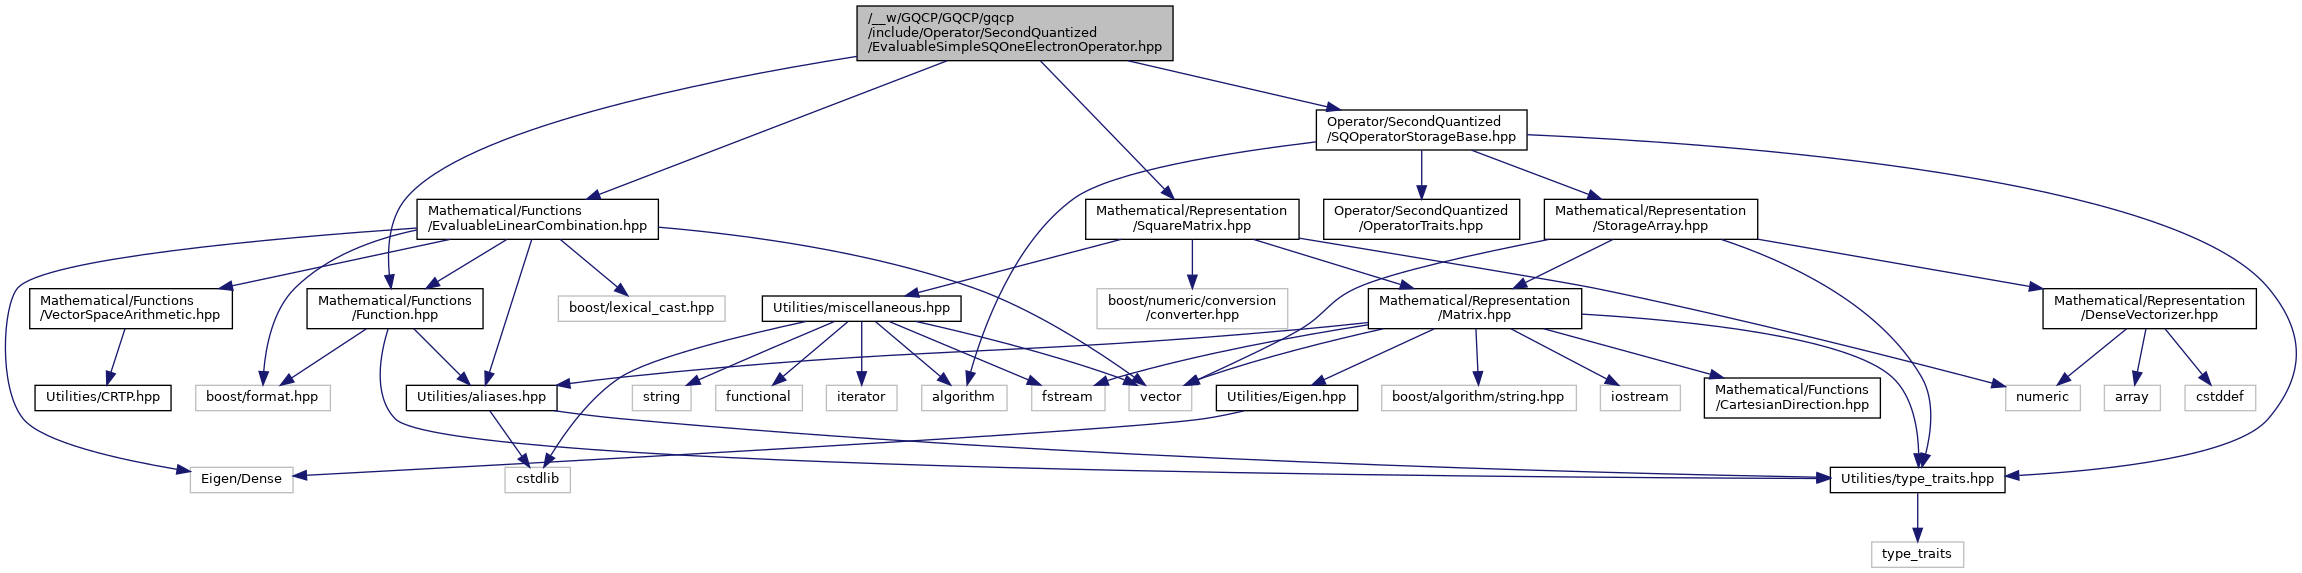 /__w/GQCP/GQCP/gqcp
/include/Operator/SecondQuantized
/EvaluableSimpleSQOneElectronOperator.hpp
Operator/SecondQuantized
/SQOperatorStorageBase.hpp
Mathematical/Functions
/EvaluableLinearCombination.hpp
Mathematical/Representation
/SquareMatrix.hpp
Operator/SecondQuantized
/OperatorTraits.hpp
Mathematical/Representation
/StorageArray.hpp
Mathematical/Functions
/VectorSpaceArithmetic.hpp
Mathematical/Functions
/Function.hpp
boost/lexical_cast.hpp
Utilities/miscellaneous.hpp
boost/numeric/conversion
/converter.hpp
Mathematical/Representation
/Matrix.hpp
Mathematical/Representation
/DenseVectorizer.hpp
Utilities/CRTP.hpp
boost/format.hpp
Utilities/aliases.hpp
string
functional
iterator
algorithm
fstream
vector
Utilities/Eigen.hpp
boost/algorithm/string.hpp
iostream
Mathematical/Functions
/CartesianDirection.hpp
numeric
array
cstddef
Eigen/Dense
cstdlib
Utilities/type_traits.hpp
type_traits